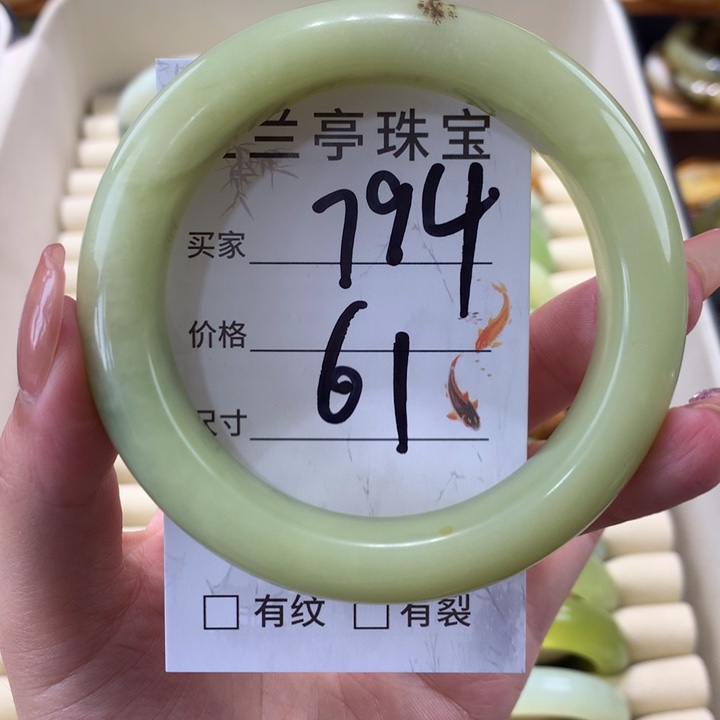 兰亭珠宝
买家 794
价格
尺寸 61
有纹 有裂